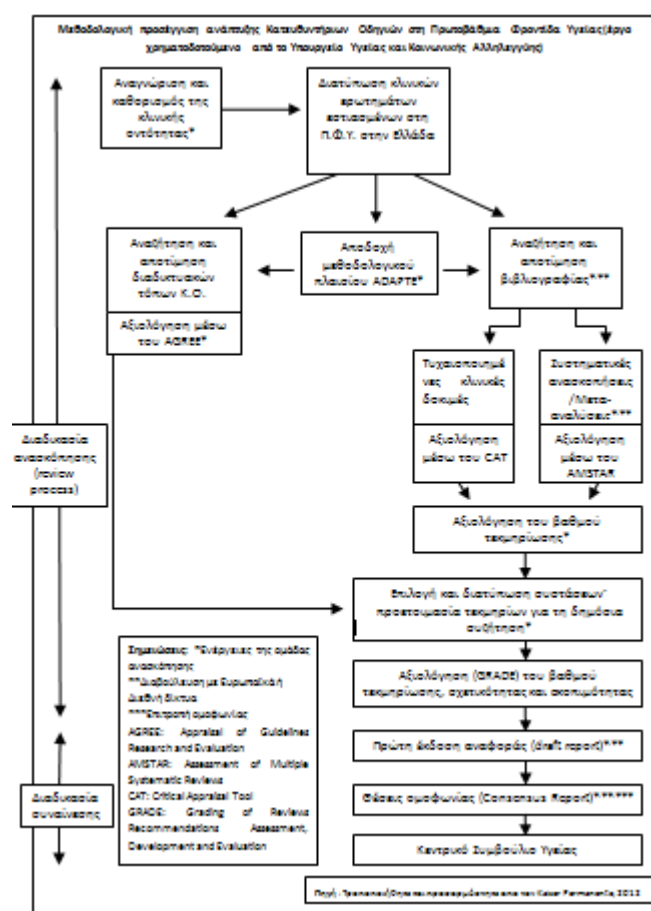 Μεθοδολογική προσέγγιση ανάπτυξης Κατευθυντήριων Οδηγιών στη Πρωτοβάθμια Φροντίδα Υγείας(έργο
χρηματοδοτούμενο από το Υπουργείο Υγείας και Κοινωνικής Αλληλεγγύης)
Αναγνώριση και
καθορισμός της
κλινικής
οντότητας*
Διατύπωση κλινικών
ερωτημάτων
εστιασμένων στη
Π.Φ.Υ. στην Ελλάδα
Αναζήτηση και
αποτίμηση
διαδικτυακών
τόπων Κ.Ο.
Αξιολόγηση μέσω
του AGREE*
Αποδοχή
μεθοδολογικού
πλαισίου ADAPTE*
Αναζήτηση και
αποτίμηση
βιβλιογραφίας*,**
Τυχαιοποιημέ
νες κλινικές
δοκιμές
Αξιολόγηση
μέσω του CAT
Συστηματικές
ανασκοπήσεις
/Μετα-
αναλύσεις*,**
Αξιολόγηση
μέσω του
AMSTAR
Διαδικασία
ανασκόπησης
(review
process)
Αξιολόγηση του βαθμού
τεκμηρίωσης*
Επιλογή και διατύπωση συστάσεων-
προετοιμασία τεκμηρίων για τη δημόσια
συζήτηση*
Αξιολόγηση (GRADE) του βαθμού
τεκμηρίωσης, σχετικότητας και σκοπιμότητας
Πρώτη έκδοση αναφοράς (draft report)*,**
Θέσεις ομοφωνίας (Consensus Report)*,**,***
Κεντρικό Συμβούλιο Υγείας
Διαδικασία
συναίνεσης
Σημειώσεις: *Ενέργειες της ομάδας
ανασκόπησης
**Διαβούλευση με Ευρωπαϊκά ή
Διεθνή δίκτυα
***Επιτροπή ομοφωνίας
AGREE: Appraisal of Guidelines
Research and Evaluation
AMSTAR: Assessment of Multiple
Systematic Reviews
CAT: Critical Appraisal Tool
GRADE: Grading of Reviews
Recommendations Assessment,
Development and Evaluation
Πηγή : Τροποποιήθηκε και προσαρμόστηκε από τον Kaiser Permanente, 2012